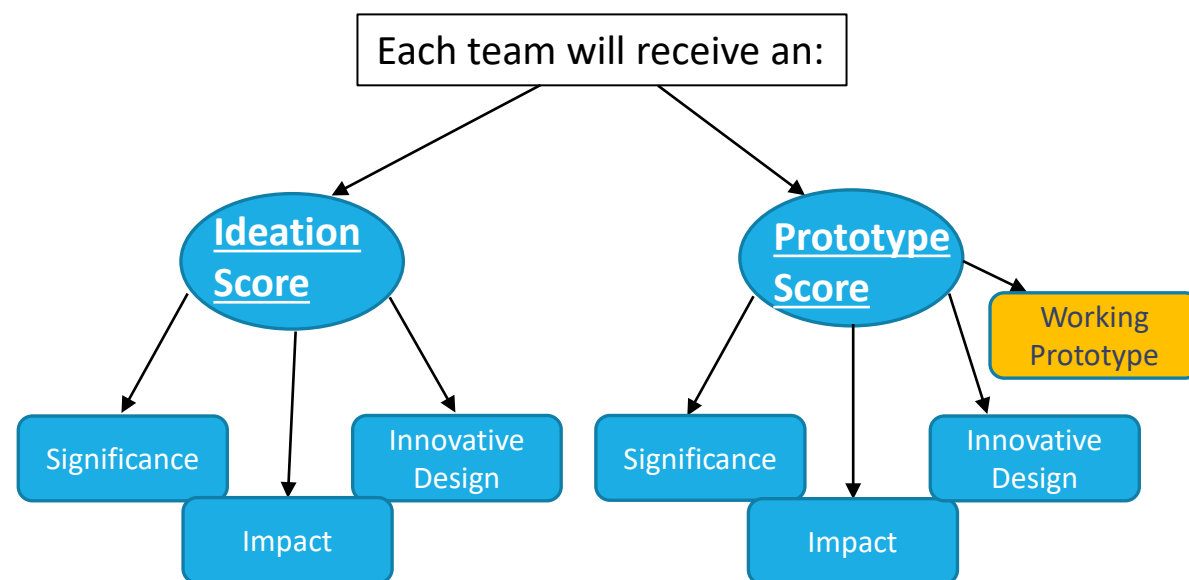 Each team will receive an:
Ideation
Score
Prototype
Score
Working
Prototype
Significance
Innovative
Design
Impact
Significance
Innovative
Design
Impact